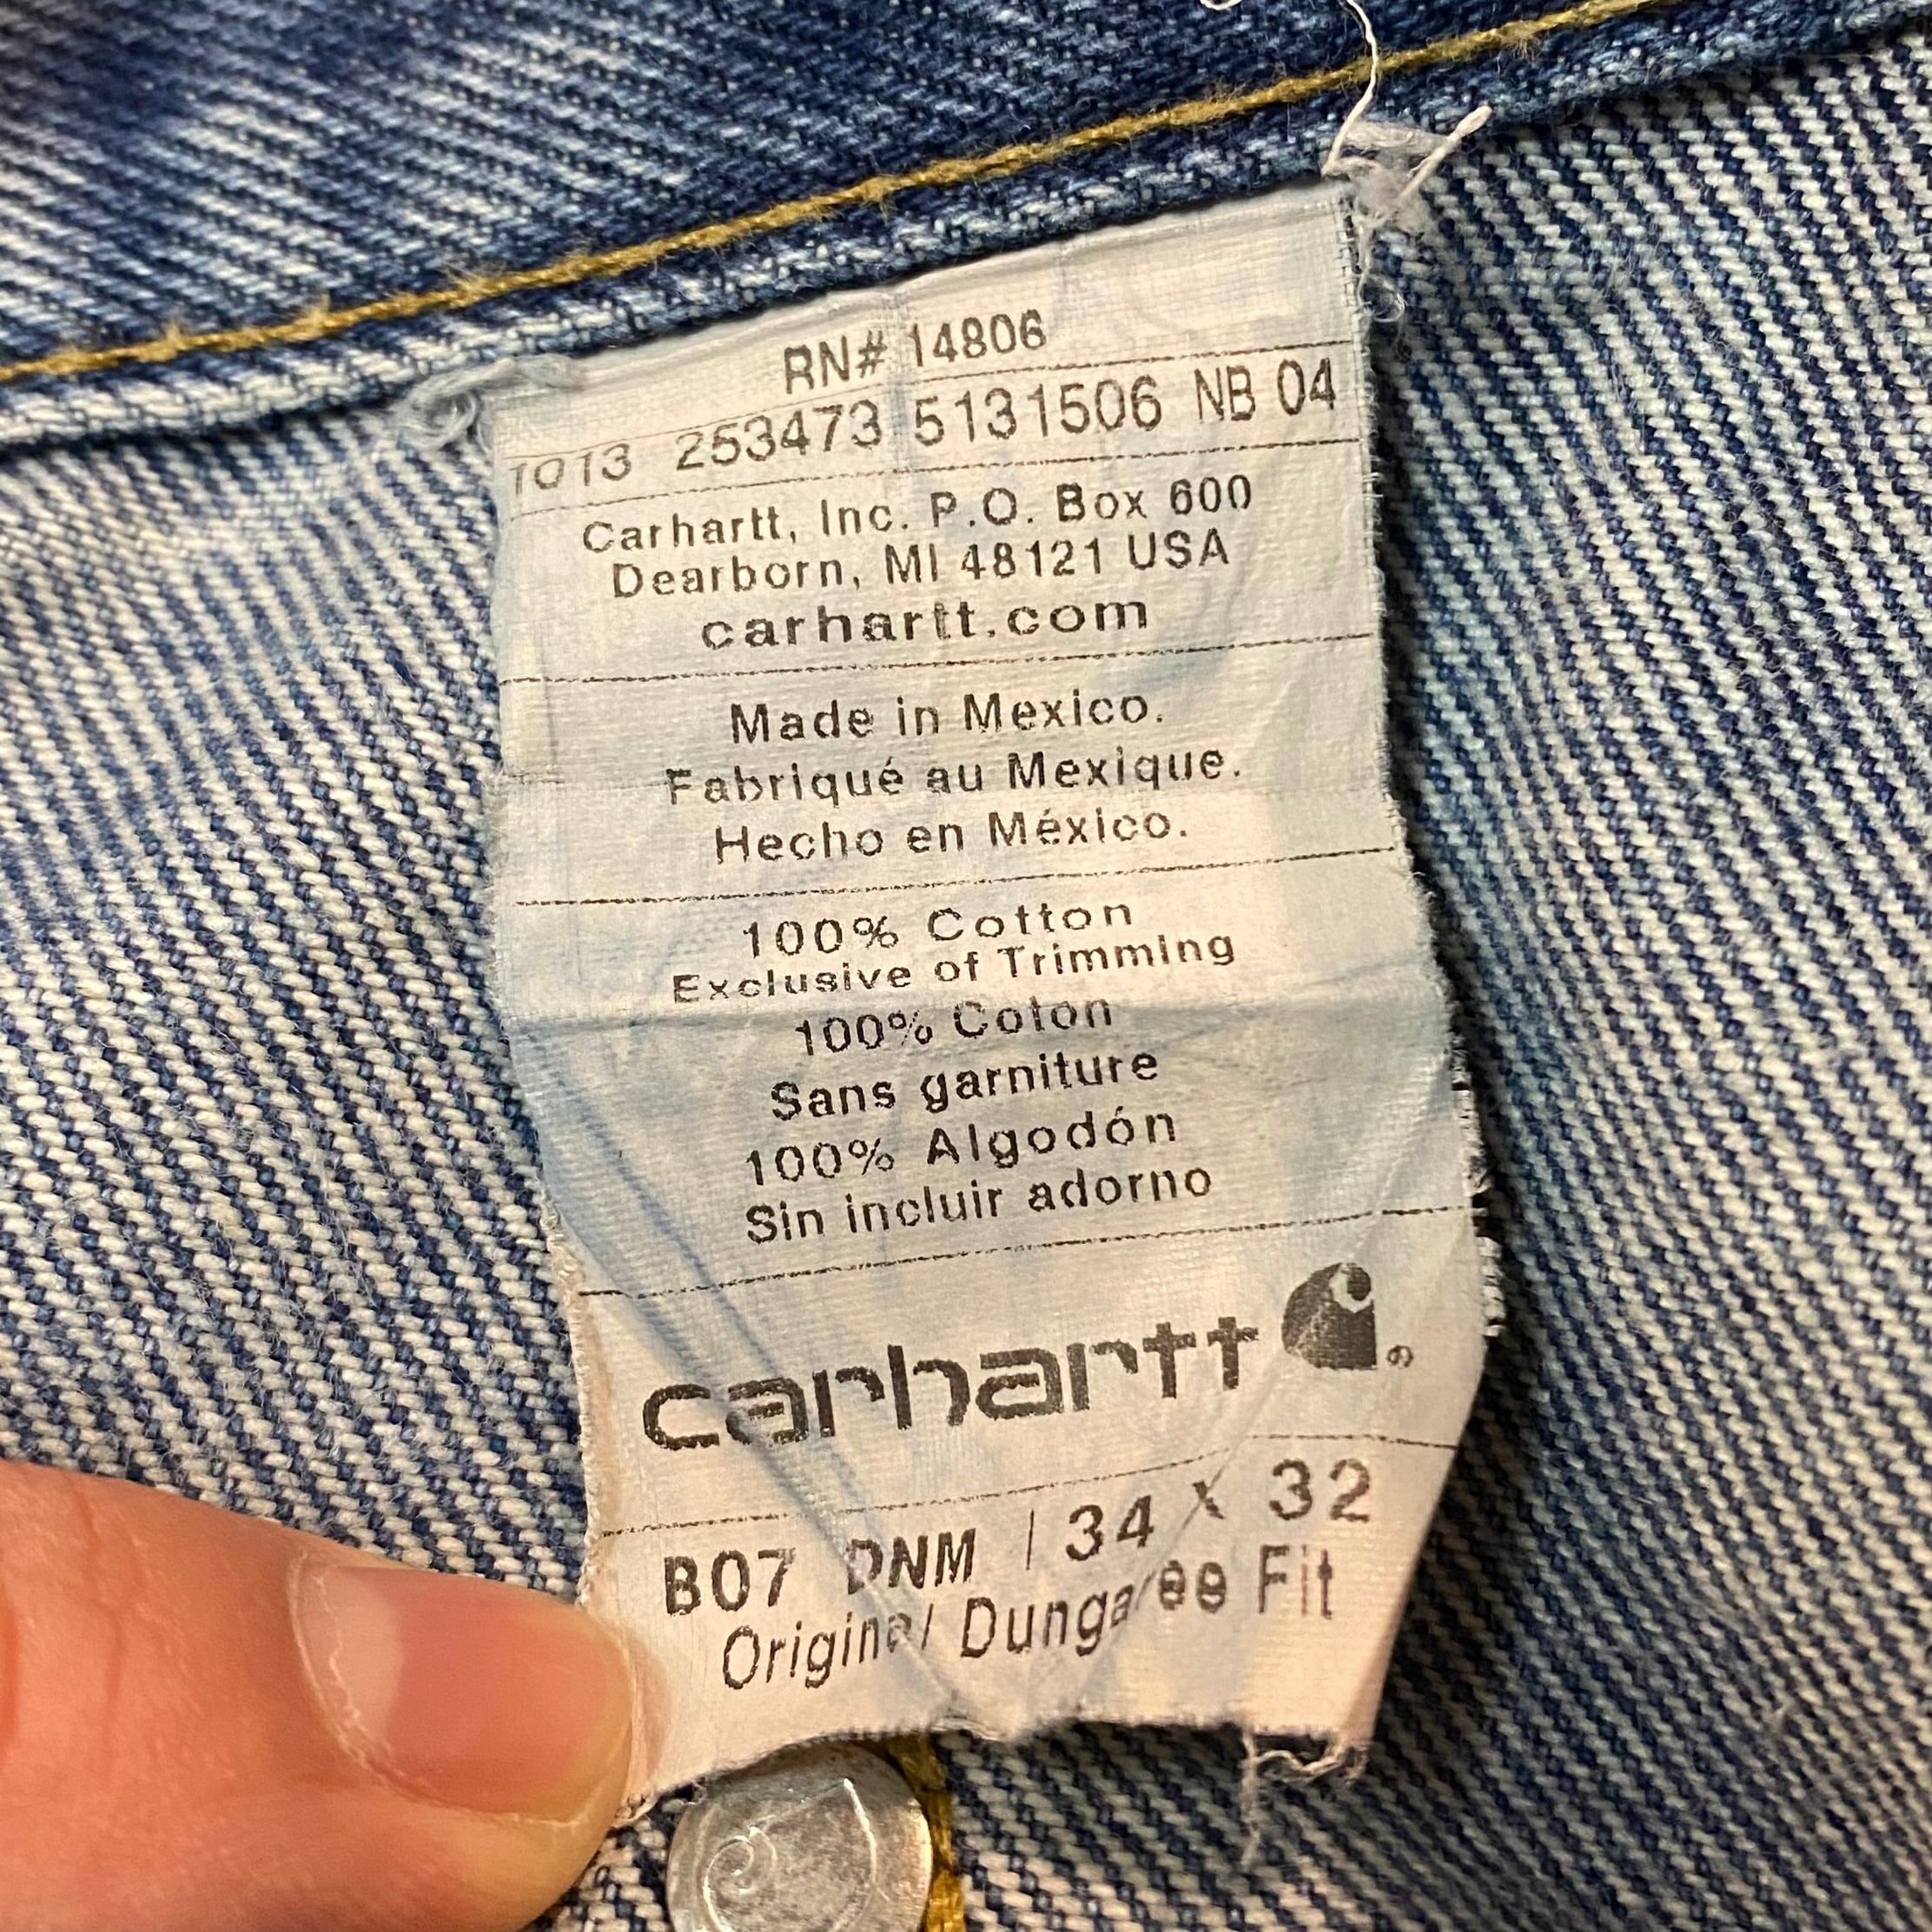 RN# 14806
1013 253473 5131506 NB 04
Carhartt, Inc. P.O. Box 600
Dearborn, MI 48121 USA
carhartt.com
Made in Mexico.
Fabriqué au Mexique.
Hecho en México.
100% Cotton
Exclusive of Trimming
100% Coton
Sans garniture
100% Algodón
Sin incluir adorno
carhartt ®
B07 DNM | 34 x 32
Original Dungaree Fit